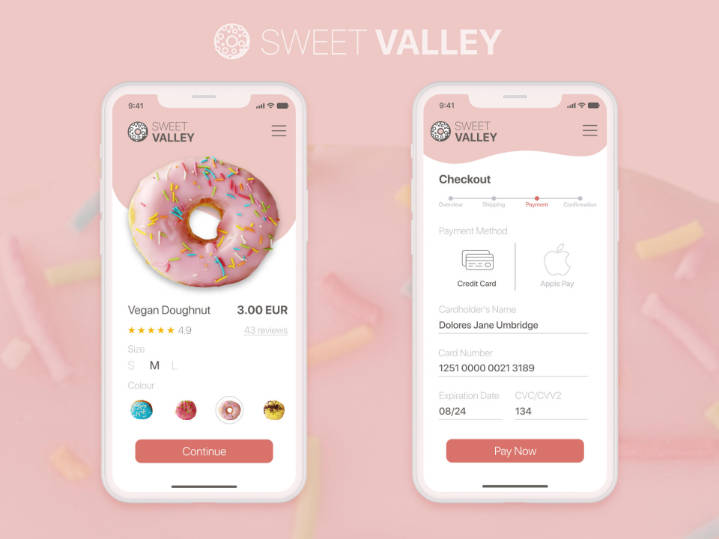 SWEET VALLEY
9:41
SWEET
VALLEY
Vegan Doughnut 3.00 EUR
4.9 43 reviews
Size
S M L
Colour
Continue
9:41
SWEET
VALLEY
Checkout
Overview Shipping Payment Confirmation
Payment Method
Credit Card Apple Pay
Cardholder's Name
Dolores Jane Umbridge
Card Number
1251 0000 0021 3189
Expiration Date CVC/CVV2
08/24 134
Pay Now